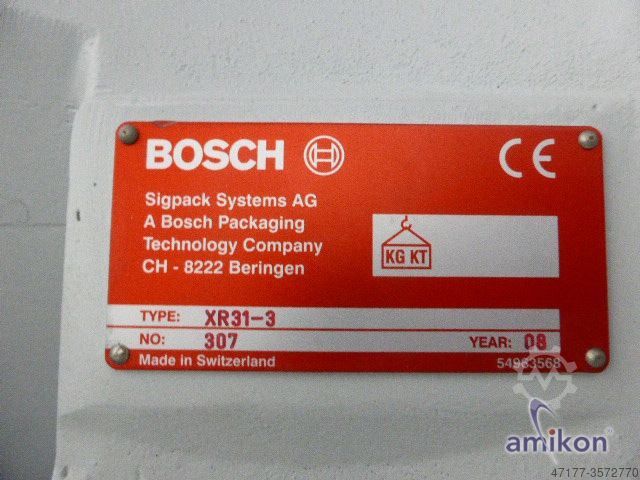 BOSCH
CE
Sigpack Systems AG
A Bosch Packaging
Technology Company
CH - 8222 Beringen
KG KT
TYPE: XR31-3
NO: 307 YEAR: 08
Made in Switzerland 54963568
amikon
47177-3572770